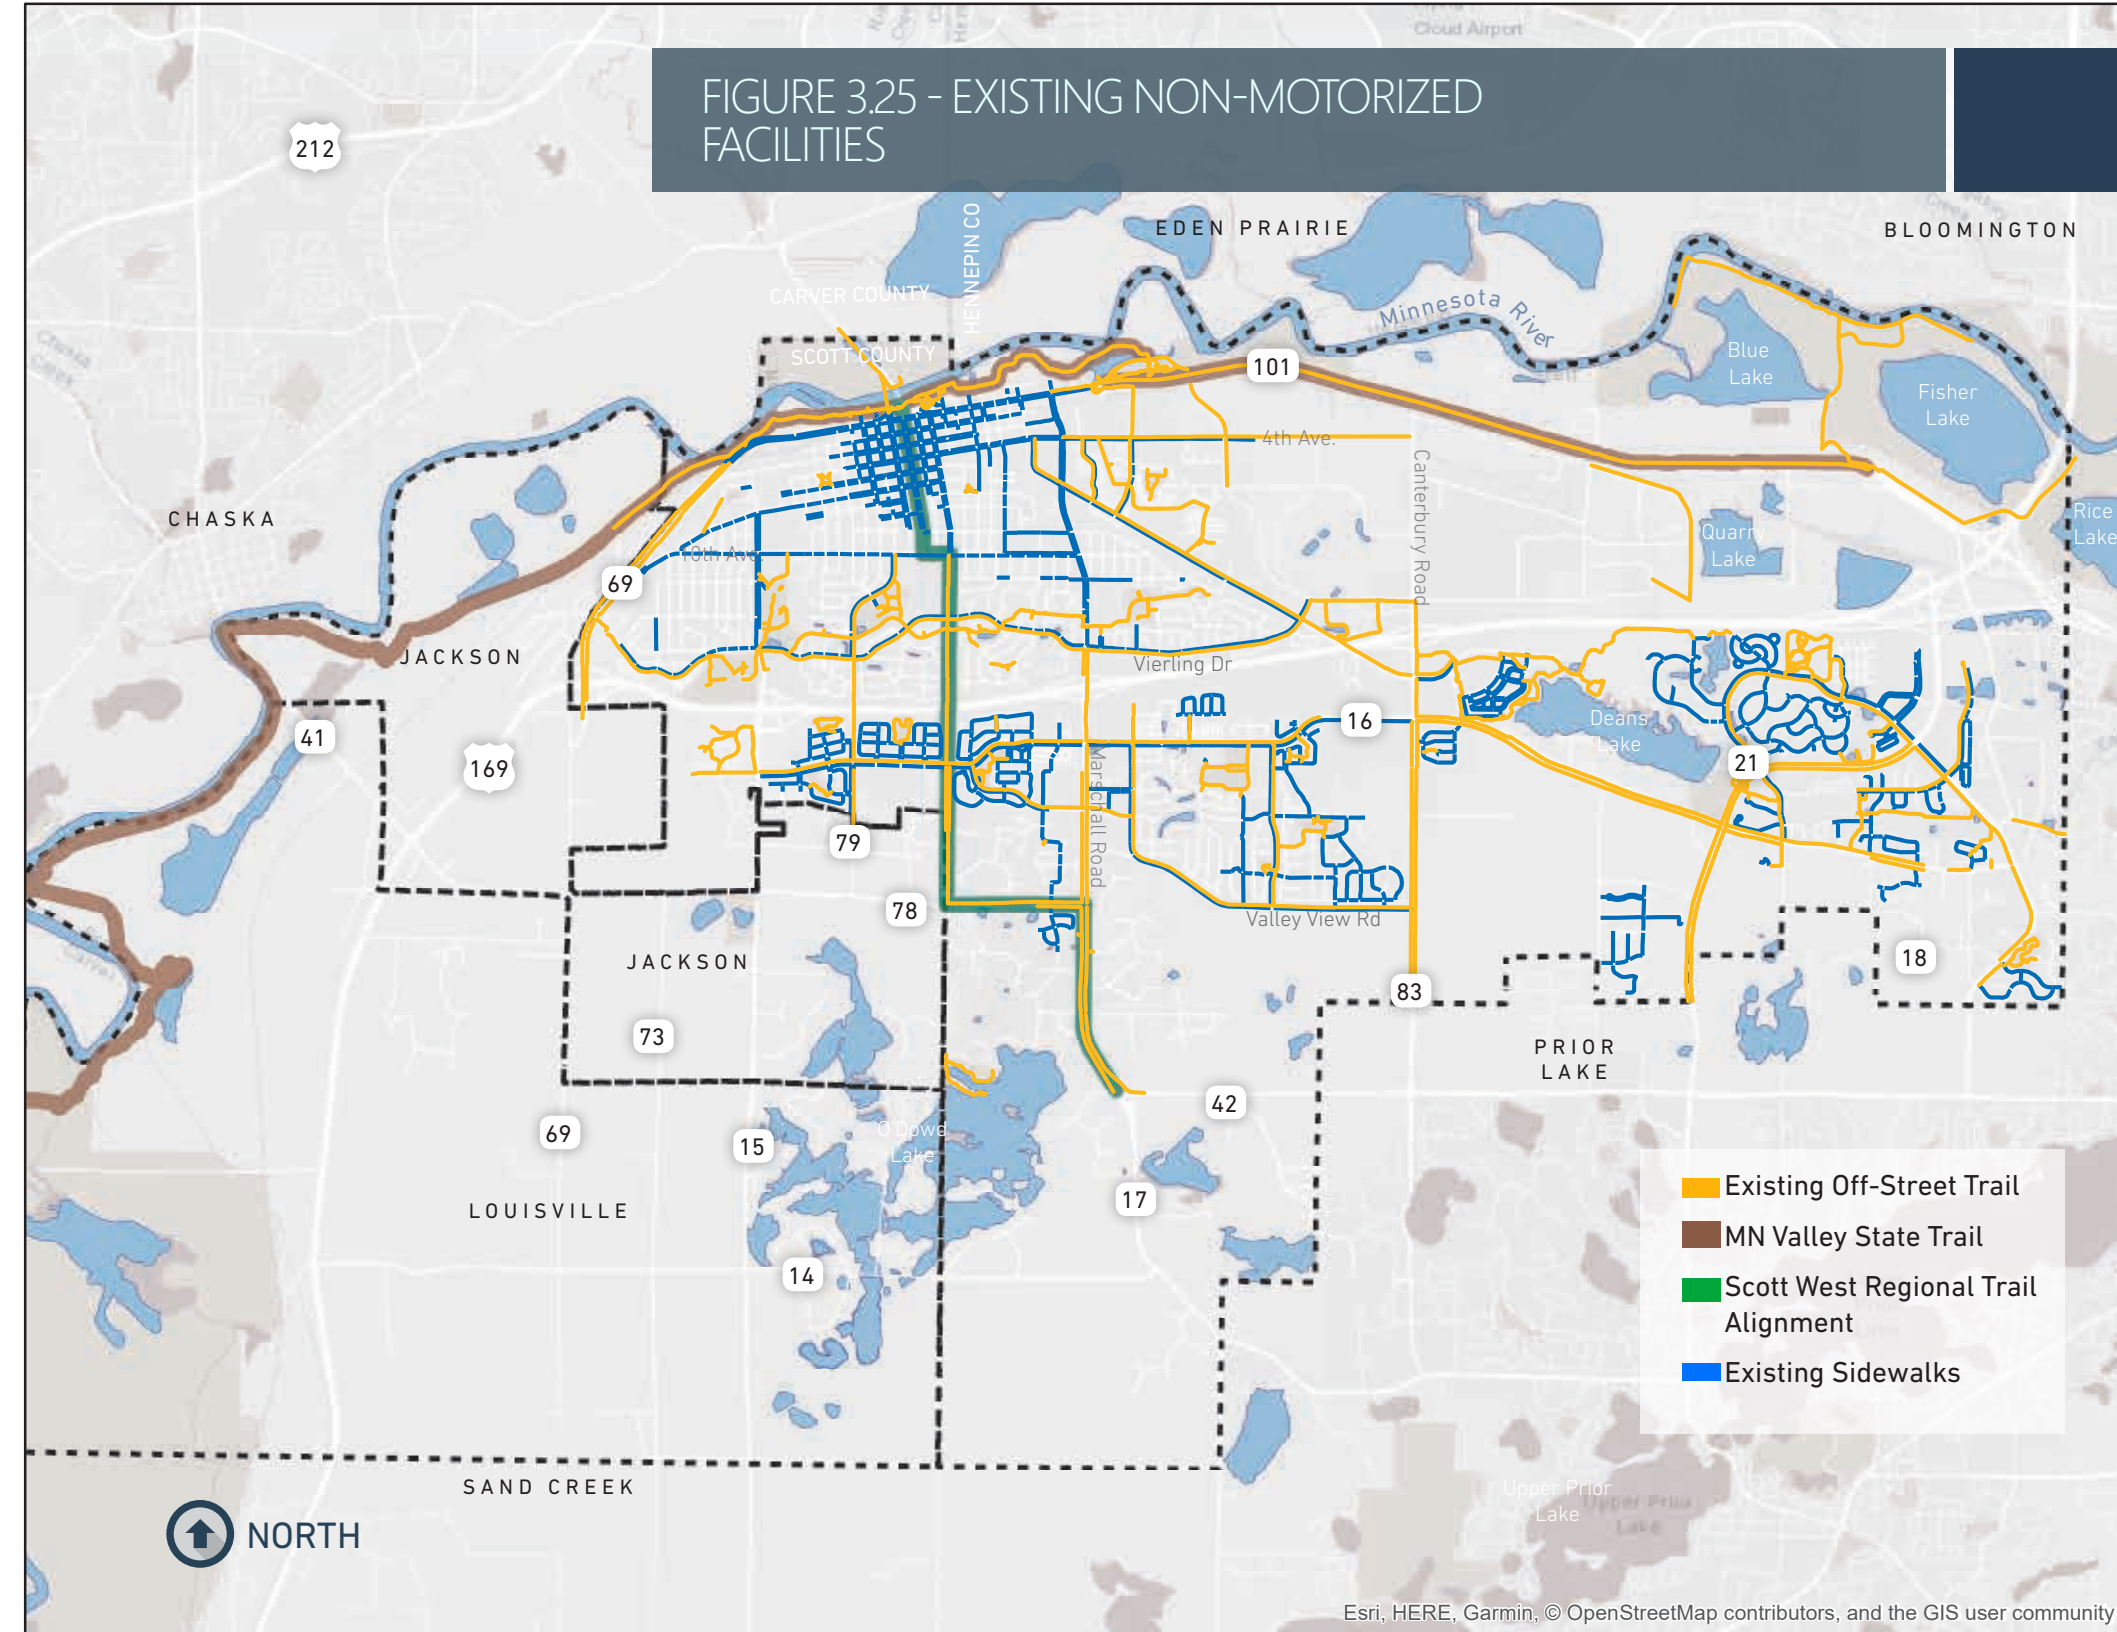 Cloud Airport
FIGURE 3.25 - EXISTING NON-MOTORIZED
FACILITIES
212
EDEN PRAIRIE
BLOOMINGTON
HENNEPIN CO
CARVER COUNTY
SCOTT COUNTY
Minnesota River
Blue
Lake
101
Fisher
Lake
4th Ave.
Canterbury Road
CHASKA
Rice
Lake
Quarry
Lake
10th Ave
69
JACKSON
Vierling Dr
16
Deans
Lake
41
169
21
Marschall Road
79
78
Valley View Rd
18
JACKSON
83
73
PRIOR
LAKE
42
69
15
O'Dowd
Lake
17
Existing Off-Street Trail
LOUISVILLE
MN Valley State Trail
14
Scott West Regional Trail
Alignment
Existing Sidewalks
SAND CREEK
Upper Prior
Lake
Upper Prior
Lake
NORTH
Esri, HERE, Garmin, © OpenStreetMap contributors, and the GIS user community